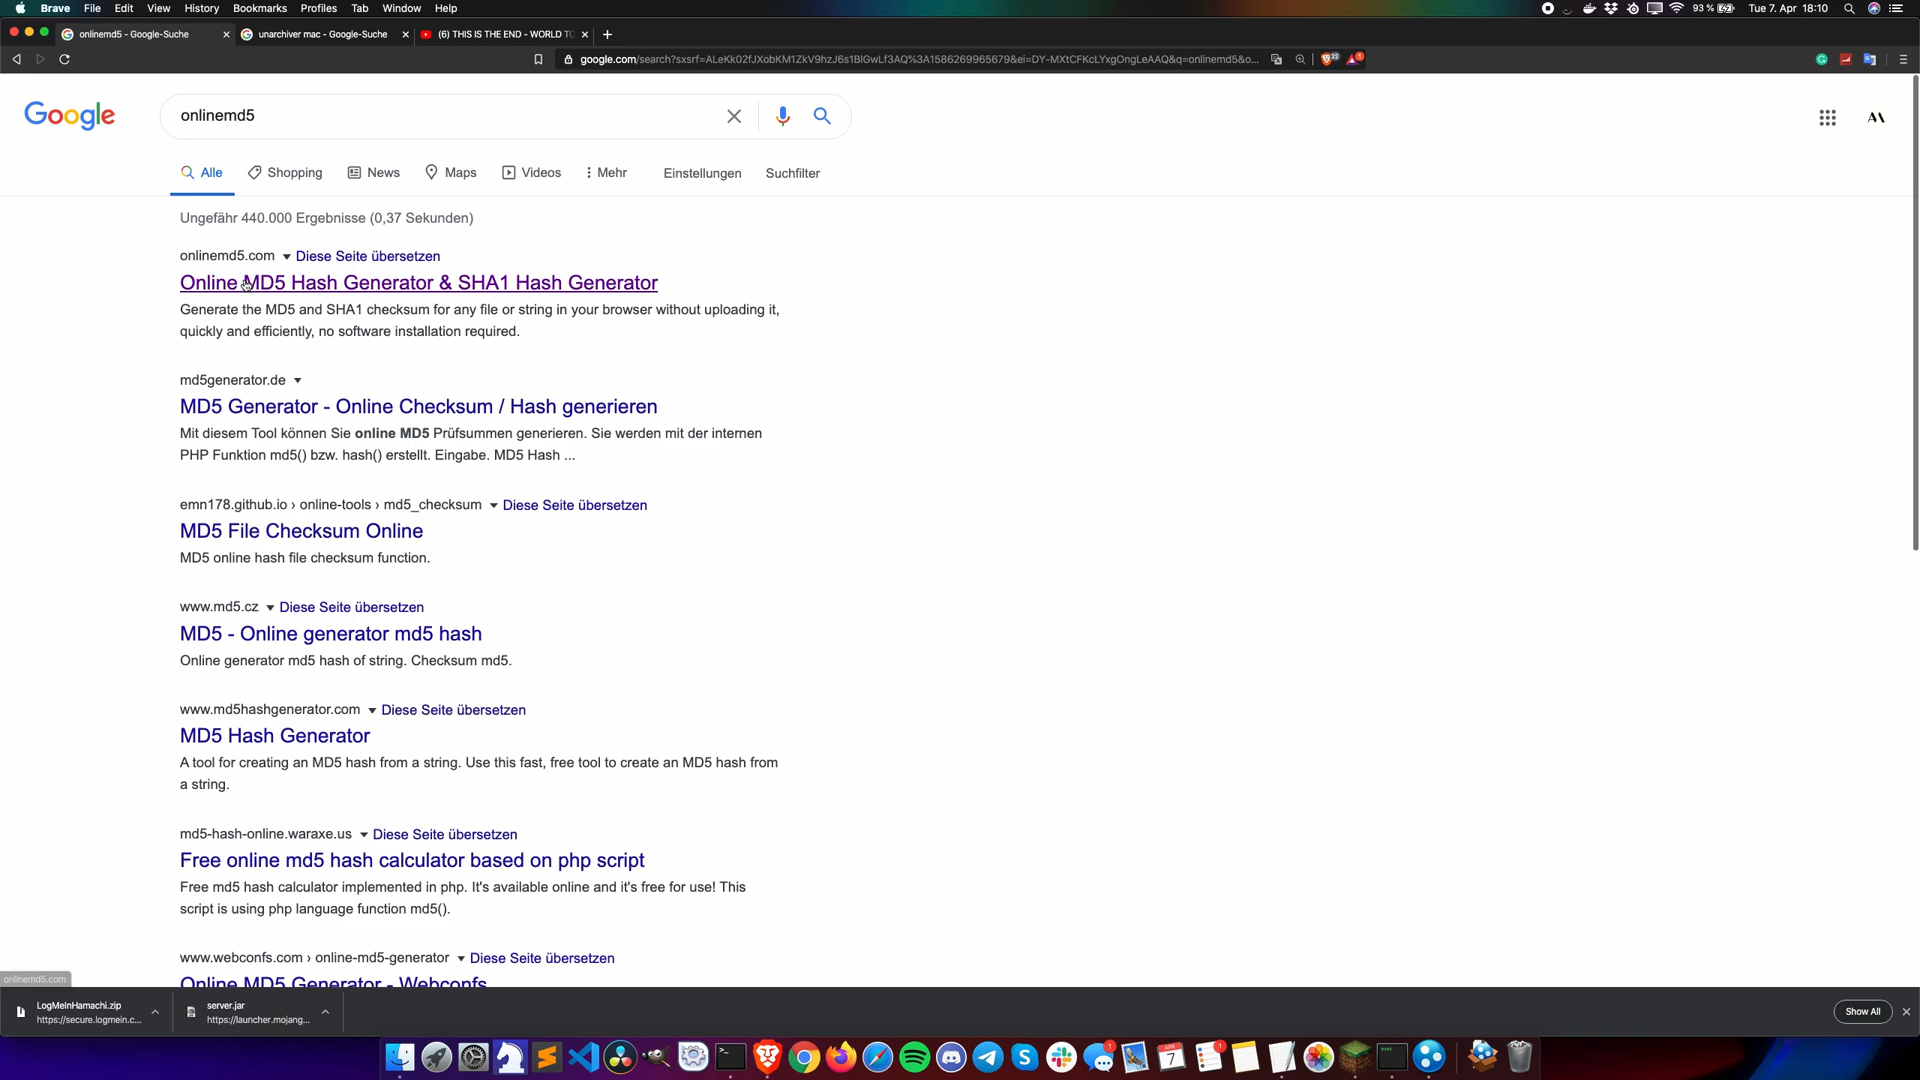 Brave File Edit View History Bookmarks Profiles Tab Window Help 93 % Tue 7. Apr 18:10
onlinemd5 - Google-Suche unarchiver mac - Google-Suche (6) THIS IS THE END - WORLD TO
google.com/search?sxsrf=ALeKk02fJXobKM1ZkV9hzJ6s1BlGwLf3AQ%3A1586269965679&ei=DY-MXtCFKcLYxgOngLeAAQ&q=onlinemd5&o... 22 1
Google onlinemd5
Alle Shopping News Maps Videos Mehr Einstellungen Suchfilter
Ungefähr 440.000 Ergebnisse (0,37 Sekunden)
onlinemd5.com Diese Seite übersetzen
Online MD5 Hash Generator & SHA1 Hash Generator
Generate the MD5 and SHA1 checksum for any file or string in your browser without uploading it,
quickly and efficiently, no software installation required.
md5generator.de
MD5 Generator - Online Checksum / Hash generieren
Mit diesem Tool können Sie online MD5 Prüfsummen generieren. Sie werden mit der internen
PHP Funktion md5() bzw. hash() erstellt. Eingabe. MD5 Hash ...
emn178.github.io › online-tools › md5_checksum Diese Seite übersetzen
MD5 File Checksum Online
MD5 online hash file checksum function.
www.md5.cz Diese Seite übersetzen
MD5 - Online generator md5 hash
Online generator md5 hash of string. Checksum md5.
www.md5hashgenerator.com Diese Seite übersetzen
MD5 Hash Generator
A tool for creating an MD5 hash from a string. Use this fast, free tool to create an MD5 hash from
a string.
md5-hash-online.waraxe.us Diese Seite übersetzen
Free online md5 hash calculator based on php script
Free md5 hash calculator implemented in php. It's available online and it's free for use! This
script is using php language function md5().
www.webconfs.com › online-md5-generator Diese Seite übersetzen
Online MD5 Generator - Webconfs
onlinemd5.com
LogMeInHamachi.zip server.jar
https://secure.logmein.c... https://launcher.mojang... Show All
APR
7 1 1